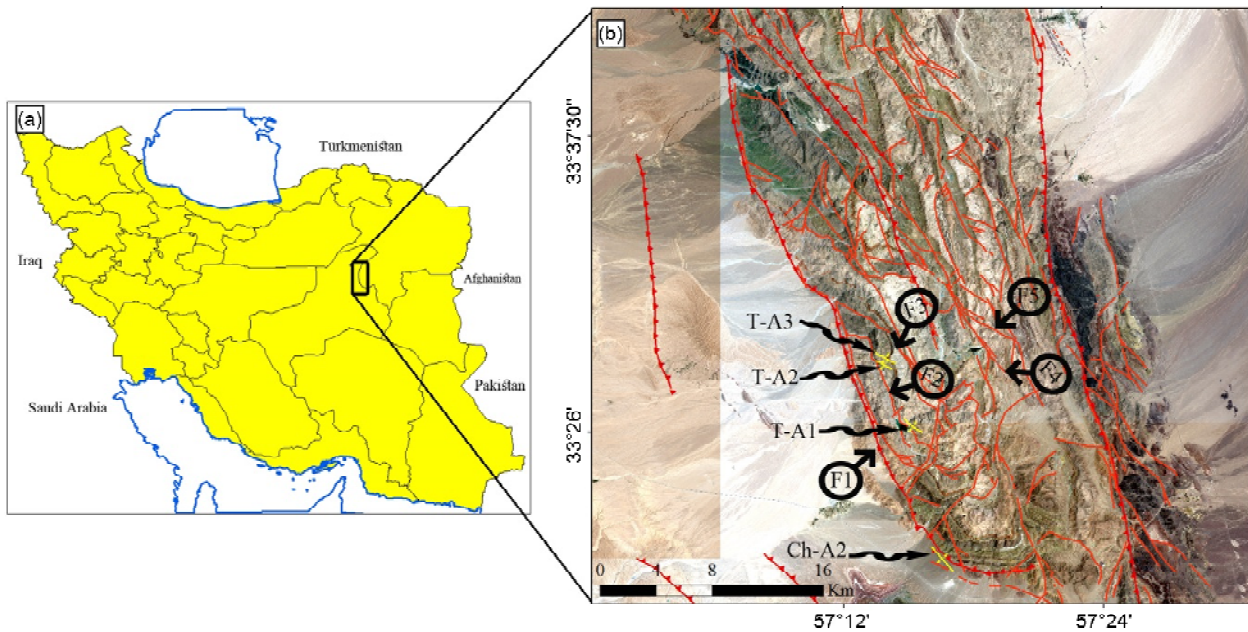 (a)
Turkmenistan
Iraq
Afghanistan
Pakistan
Saudi Arabia
(b)
33°37'30"
33°26'
T-A3
T-A2
T-A1
Ch-A2
F1
F2
F3
F4
F5
0 4 8 16
Km
57°12'
57°24'